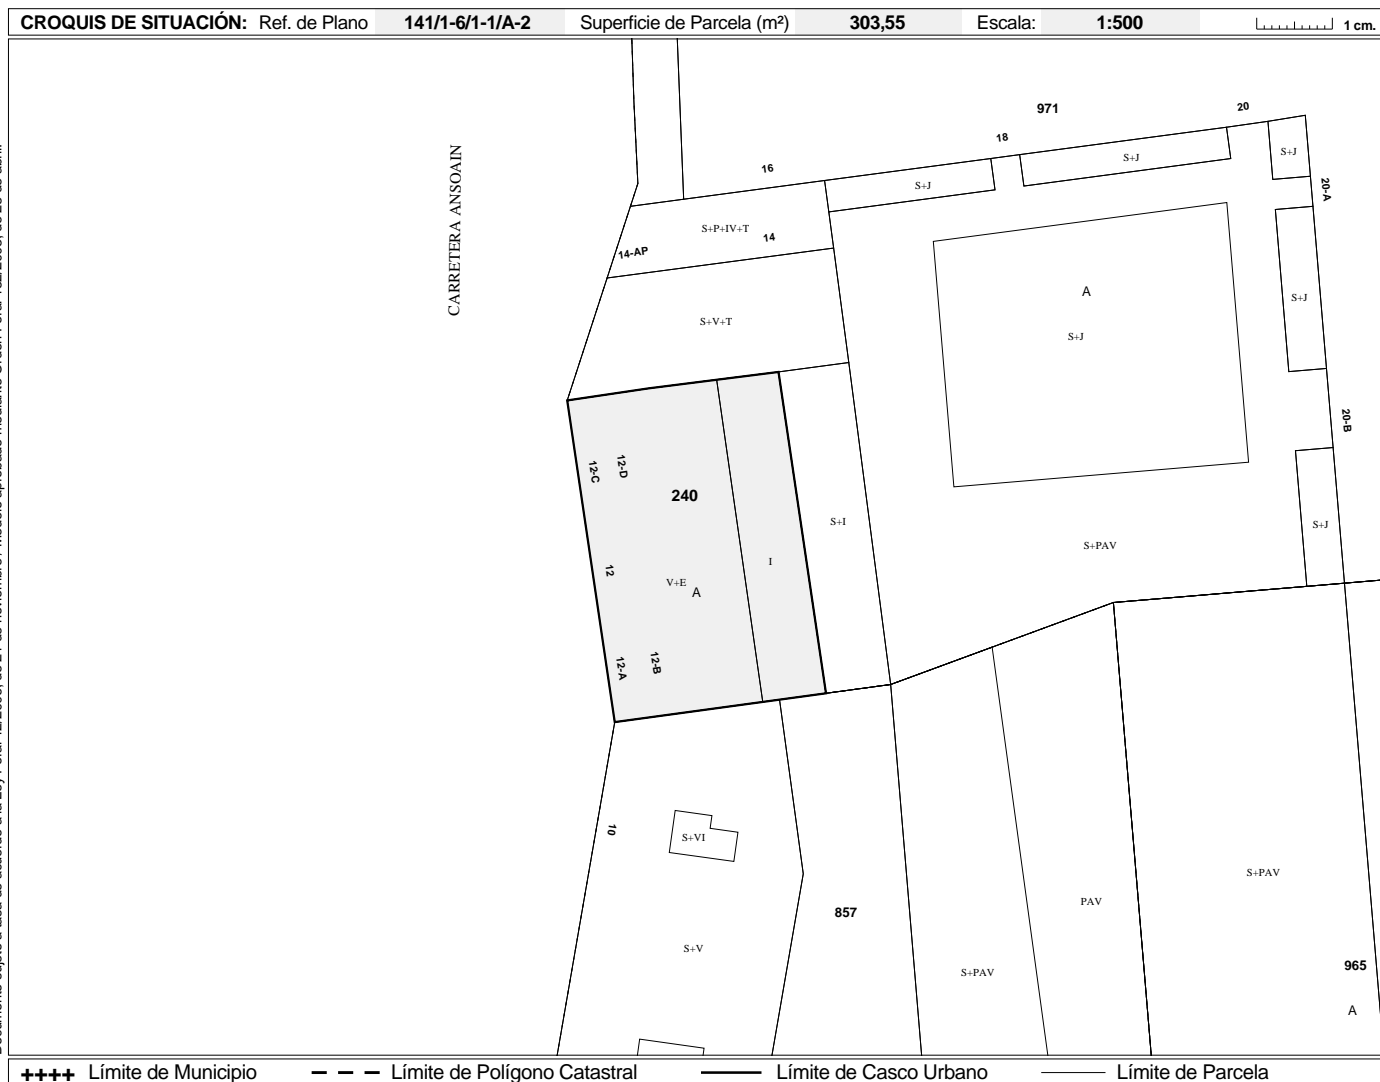 CROQUIS DE SITUACIÓN: Ref. de Plano 141/1-6/1-1/A-2 Superficie de Parcela (m²) 303,55 Escala: 1:500 1 cm.
971
20
18
16
S+J
S+J
S+J
20-A
CARRETERA ANSOAIN
S+P+IV+T
14
14-AP
A
S+J
S+J
S+V+T
20-B
12-C
12-D
240
S+I
S+J
S+PAV
I
12
V+E
A
12-A
12-B
10
S+VI
S+PAV
PAV
857
S+V
S+PAV
965
A
++++ Límite de Municipio — — — Límite de Polígono Catastral Límite de Casco Urbano Límite de Parcela